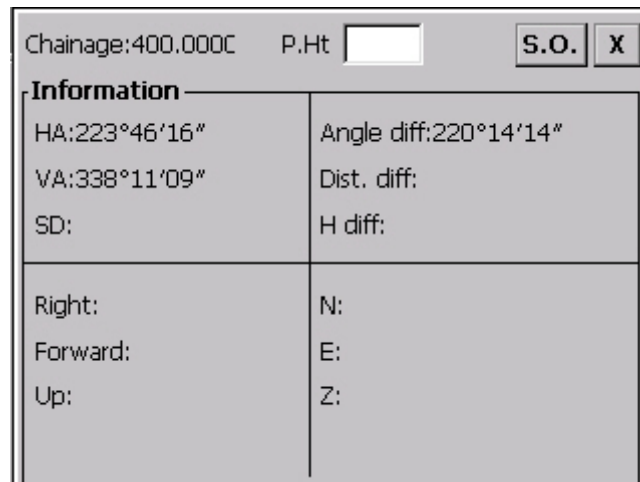 Chainage:400.000 P.Ht S.O. X
Information
HA:223°46'16" Angle diff:220°14'14"
VA:338°11'09" Dist. diff:
SD: H diff:
Right: N:
Forward: E:
Up: Z: